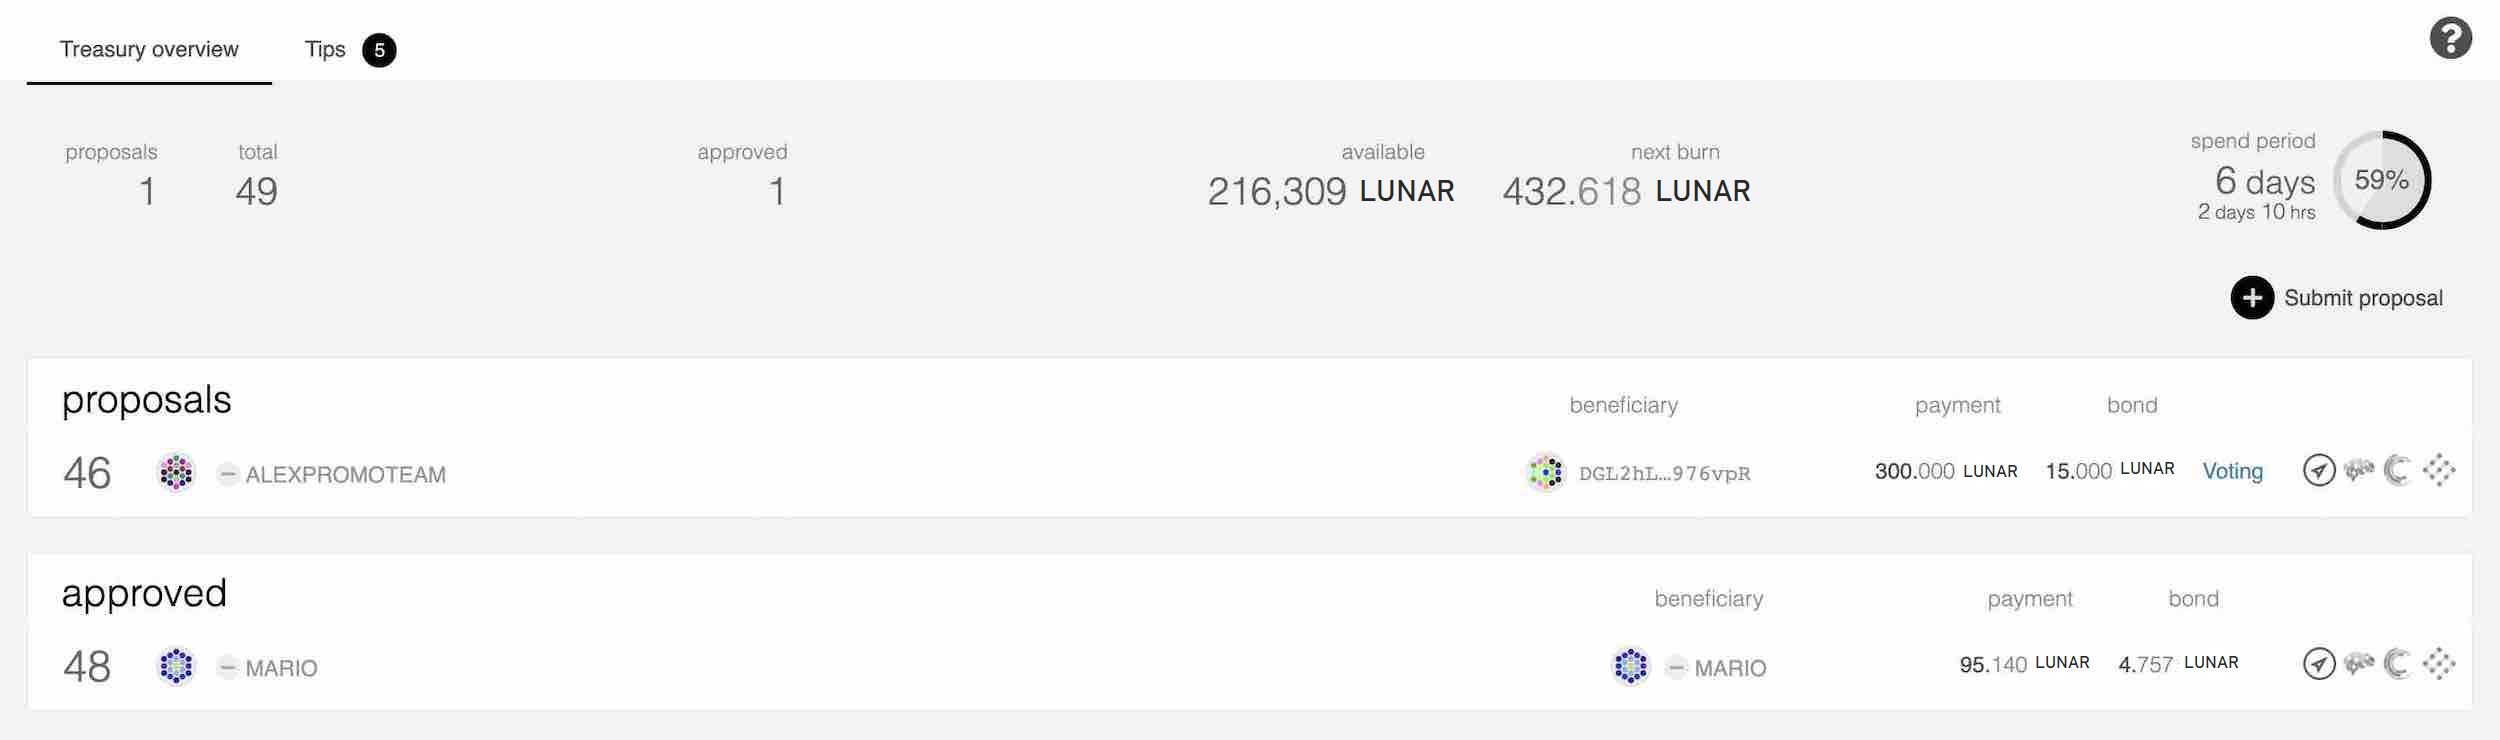 Treasury overview Tips 5 ?
proposals total approved available next burn spend period
1 49 1 216,309 LUNAR 432.618 LUNAR 6 days 59%
2 days 10 hrs
+ Submit proposal
proposals beneficiary payment bond
46 ALEXPROMOTEAM DGL2hL…976vpR 300.000 LUNAR 15.000 LUNAR Voting
approved beneficiary payment bond
48 MARIO MARIO 95.140 LUNAR 4.757 LUNAR